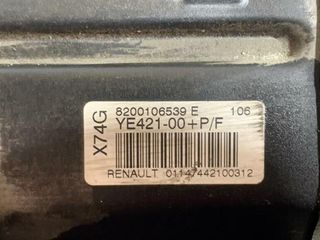 X74G
8200106539 E 106
YE421-00+P/F
RENAULT 01147442100312